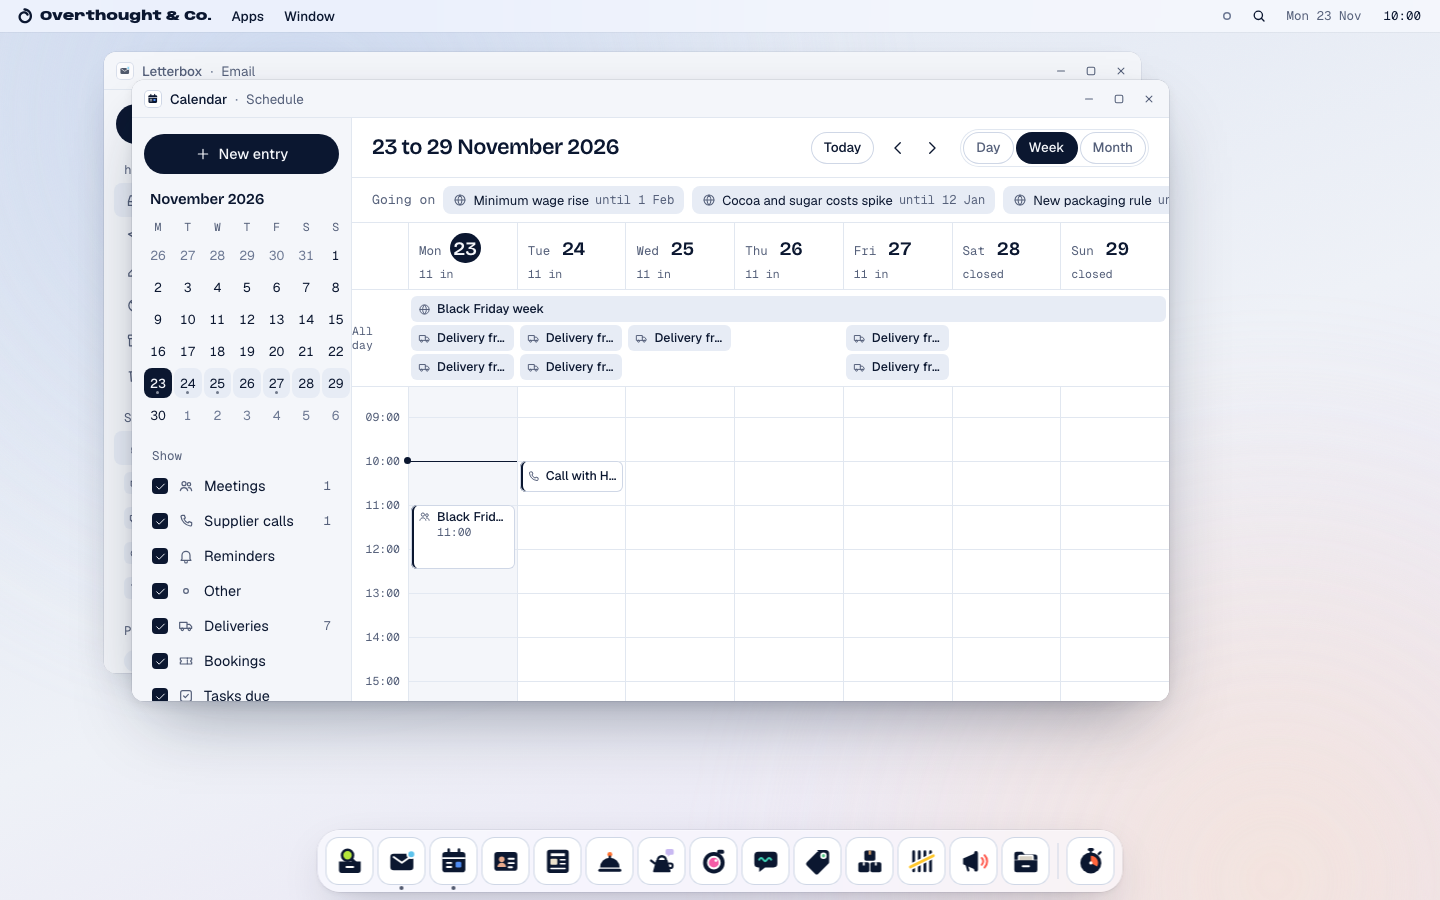 Overthought & Co. Apps Window Mon 23 Nov 10:00
Letterbox · Email
Calendar · Schedule
New entry
November 2026
M T W T F S S
26 27 28 29 30 31 1
2 3 4 5 6 7 8
9 10 11 12 13 14 15
16 17 18 19 20 21 22
23 24 25 26 27 28 29
30 1 2 3 4 5 6
Show
Meetings 1
Supplier calls 1
Reminders
Other
Deliveries 7
Bookings
Tasks due
23 to 29 November 2026
Today Day Week Month
Going on Minimum wage rise until 1 Feb Cocoa and sugar costs spike until 12 Jan New packaging rule
Mon 23 Tue 24 Wed 25 Thu 26 Fri 27 Sat 28 Sun 29
11 in 11 in 11 in 11 in 11 in closed closed
All day
Black Friday week
Delivery fr… Delivery fr… Delivery fr… Delivery fr…
Delivery fr… Delivery fr… Delivery fr…
09:00
10:00
Call with H…
11:00
Black Frid…
11:00
12:00
13:00
14:00
15:00